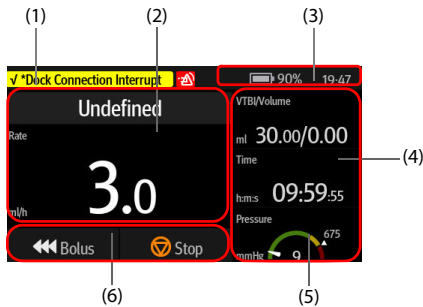 (1)
(2)
(3)
√ *Dock Connection Interrupt
90% 19:47
Undefined
Rate
3.0
ml/h
VTBI/Volume
ml 30.00/0.00
Time
(4)
h:m:s 09:59:55
Pressure
675
mmHg 9
Bolus
Stop
(6)
(5)